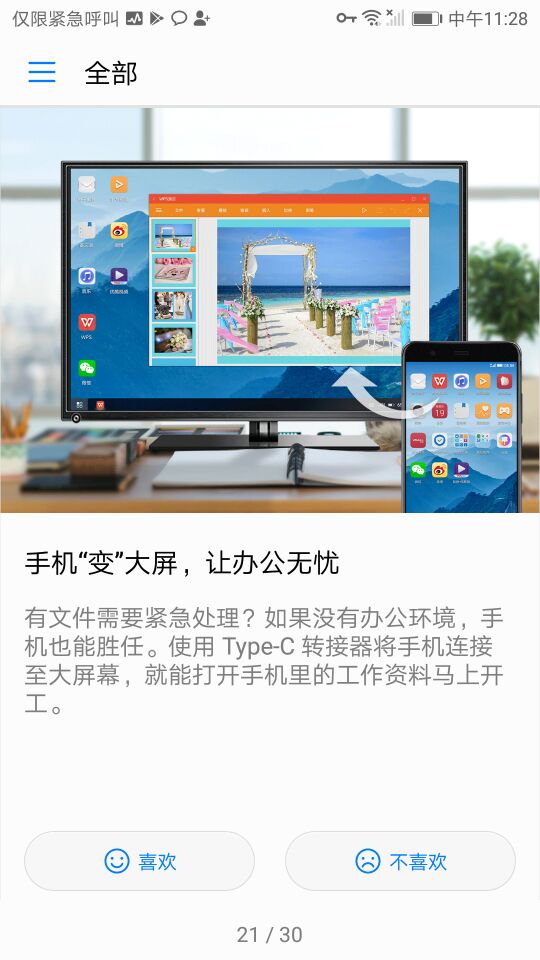 仅限紧急呼叫
中午11:28
全部
WPS
19
手机“变”大屏，让办公无忧
有文件需要紧急处理？如果没有办公环境，手
机也能胜任。使用 Type-C 转接器将手机连接
至大屏幕，就能打开手机里的工作资料马上开
工。
喜欢
不喜欢
21 / 30